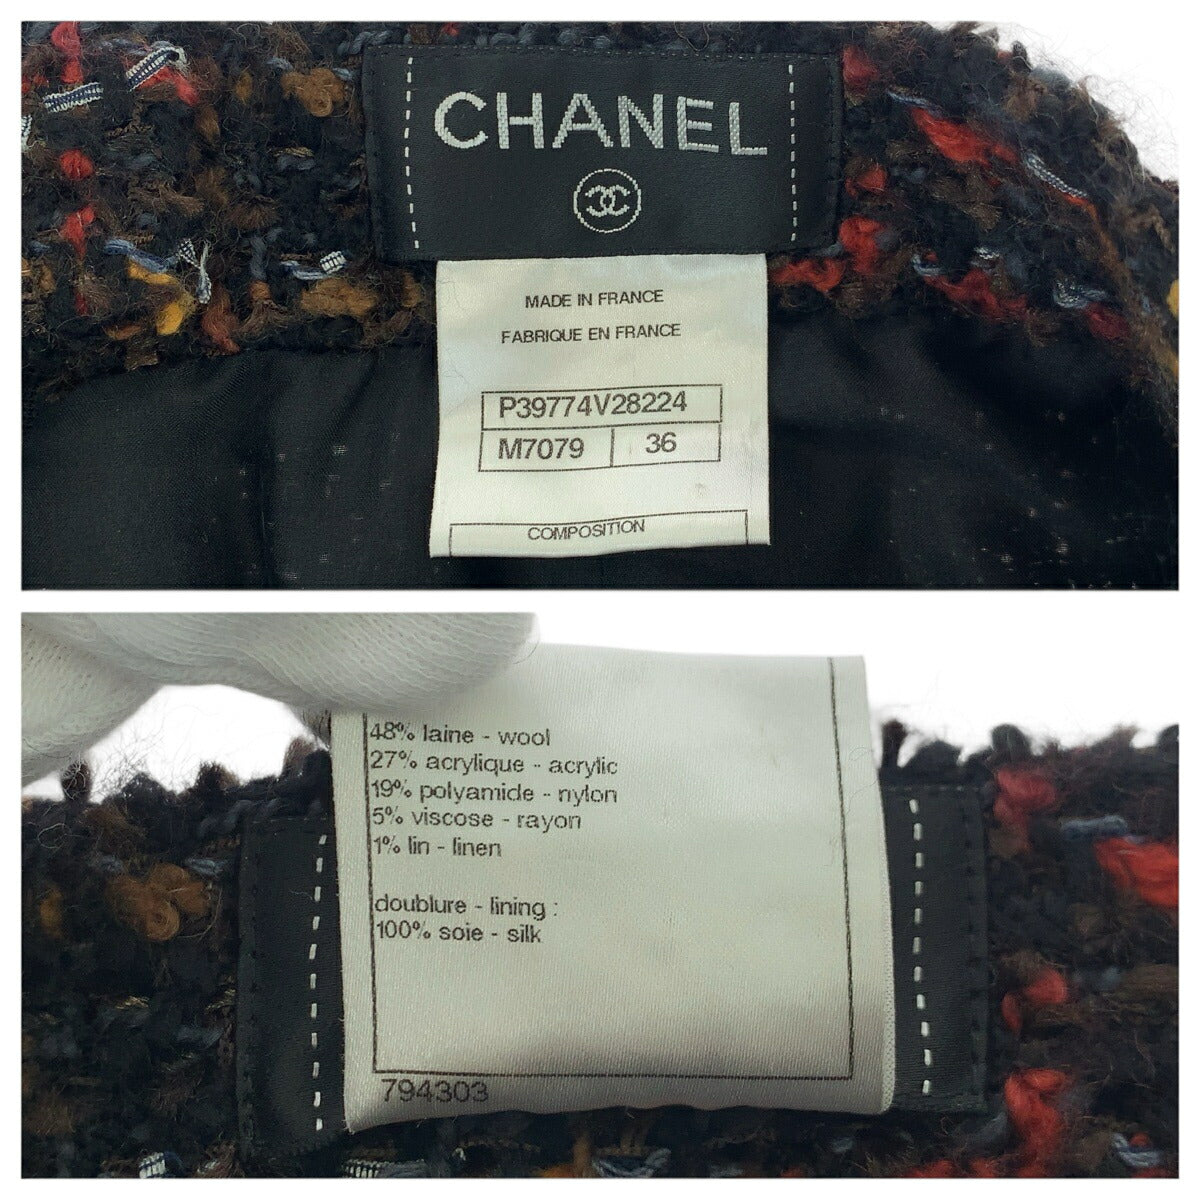 CHANEL
MADE IN FRANCE
FABRIQUE EN FRANCE
P39774V28224
M7079 36
COMPOSITION
48% laine - wool
27% acrylique - acrylic
19% polyamide - nylon
5% viscose - rayon
1% lin - linen
doublure - lining :
100% soie - silk
794303